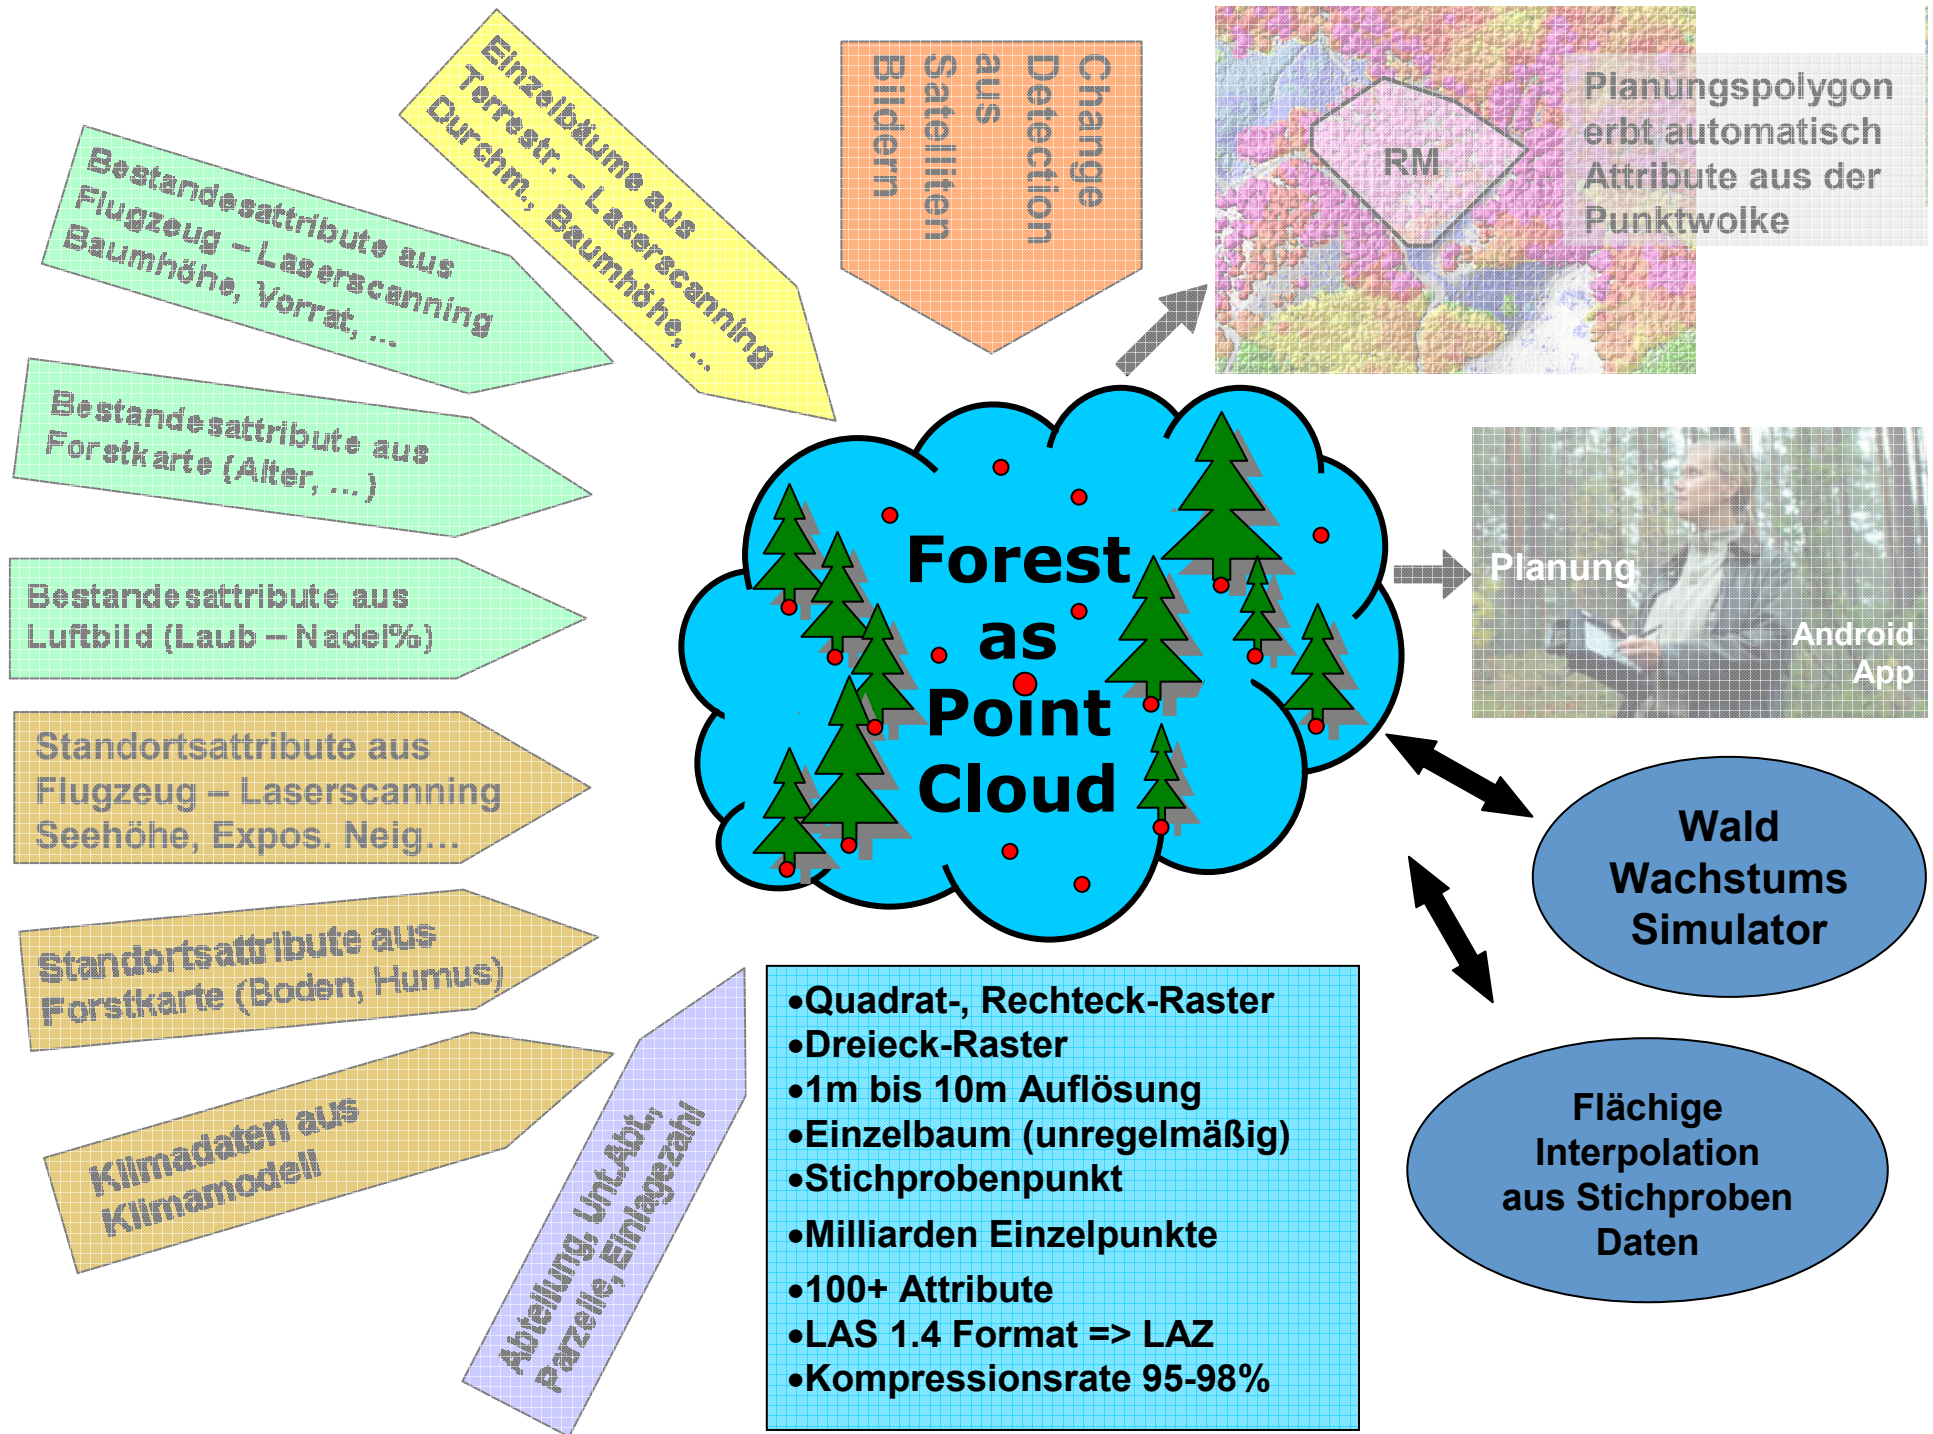 Einzelbäume aus
Terrestr. – Laserscanning
Durchm., Baumhöhe, ...
Change
Detection
aus
Satelliten
Bildern
RM
Planungspolygon
erbt automatisch
Attribute aus der
Punktwolke
Bestandesattribute aus
Flugzeug – Laserscanning
Baumhöhe, Vorrat, ...
Bestandesattribute aus
Forstkarte (Alter, ...)
Bestandesattribute aus
Luftbild (Laub – Nadel%)
Standortsattribute aus
Flugzeug – Laserscanning
Seehöhe, Expos. Neig...
Standortsattribute aus
Forstkarte (Boden, Humus)
Klimadaten aus
Klimamodell
Abteilung, Unt.Abt.,
Parzelle, Einlagezahl
Forest
as
Point
Cloud
Planung
Android
App
Wald
Wachstums
Simulator
Flächige
Interpolation
aus Stichproben
Daten
•Quadrat-, Rechteck-Raster
•Dreieck-Raster
•1m bis 10m Auflösung
•Einzelbaum (unregelmäßig)
•Stichprobenpunkt
•Milliarden Einzelpunkte
•100+ Attribute
•LAS 1.4 Format => LAZ
•Kompressionsrate 95-98%